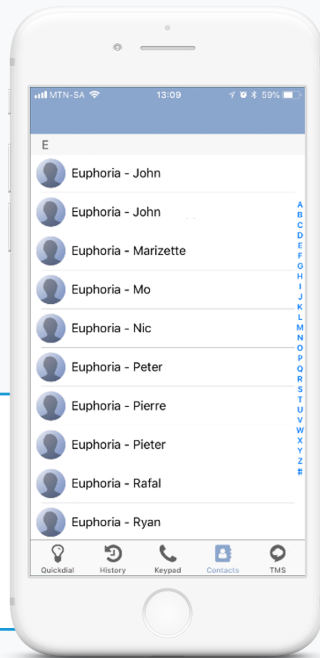 MTN-SA 13:09 59%
E
Euphoria - John
Euphoria - John
Euphoria - Marizette
Euphoria - Mo
Euphoria - Nic
Euphoria - Peter
Euphoria - Pierre
Euphoria - Pieter
Euphoria - Rafal
Euphoria - Ryan
A
B
C
D
E
F
G
H
I
J
K
L
M
N
O
P
Q
R
S
T
U
V
W
X
Y
Z
#
Quickdial History Keypad Contacts TMS